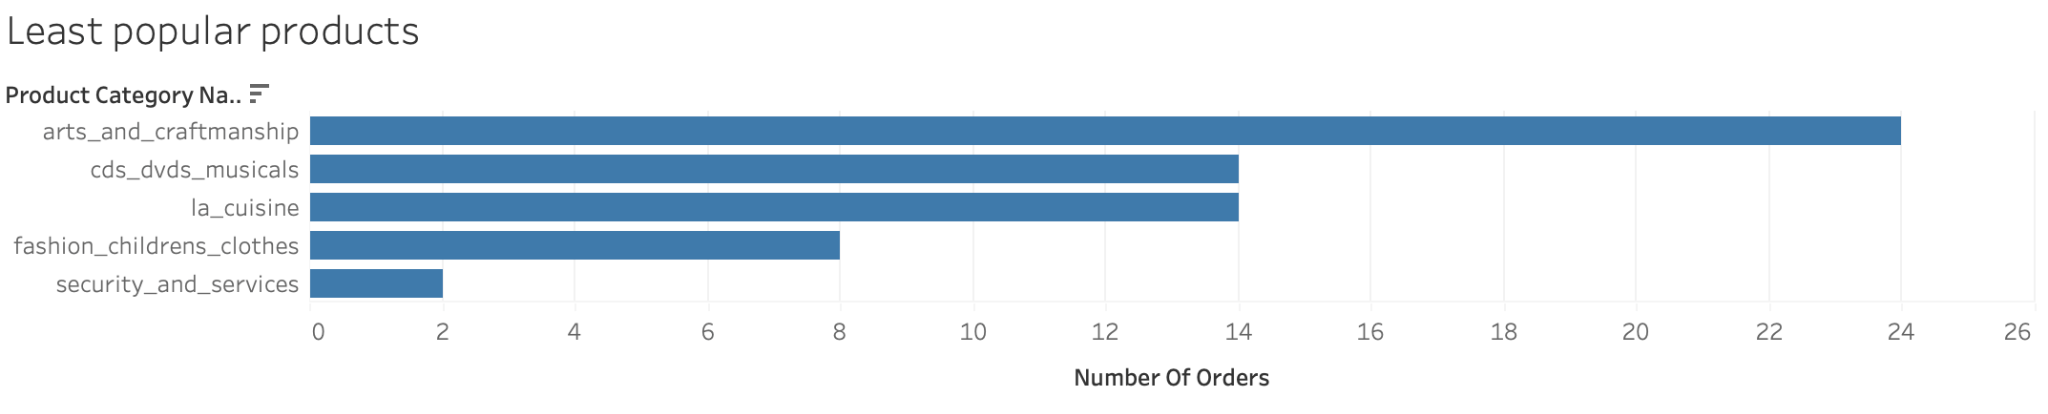 Least popular products
Product Category Na..
arts_and_craftmanship
cds_dvds_musicals
la_cuisine
fashion_childrens_clothes
security_and_services
0 2 4 6 8 10 12 14 16 18 20 22 24 26
Number Of Orders